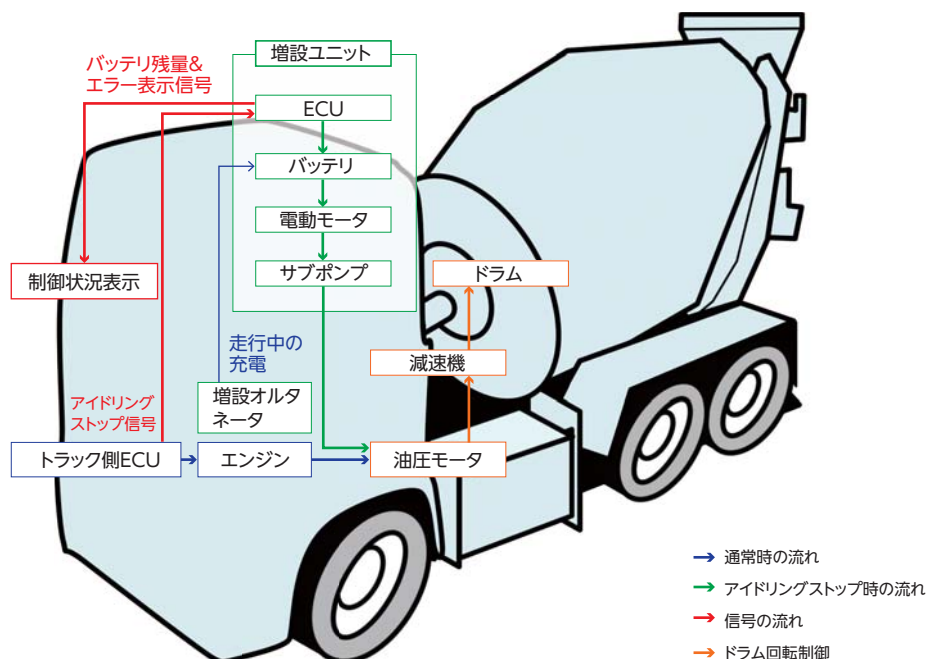 増設ユニット
バッテリ残量&
エラー表示信号
ECU
バッテリ
電動モータ
サブポンプ
制御状況表示
ドラム
走行中の
充電
減速機
増設オルタ
ネータ
アイドリング
ストップ信号
トラック側ECU
エンジン
油圧モータ
通常時の流れ
アイドリングストップ時の流れ
信号の流れ
ドラム回転制御